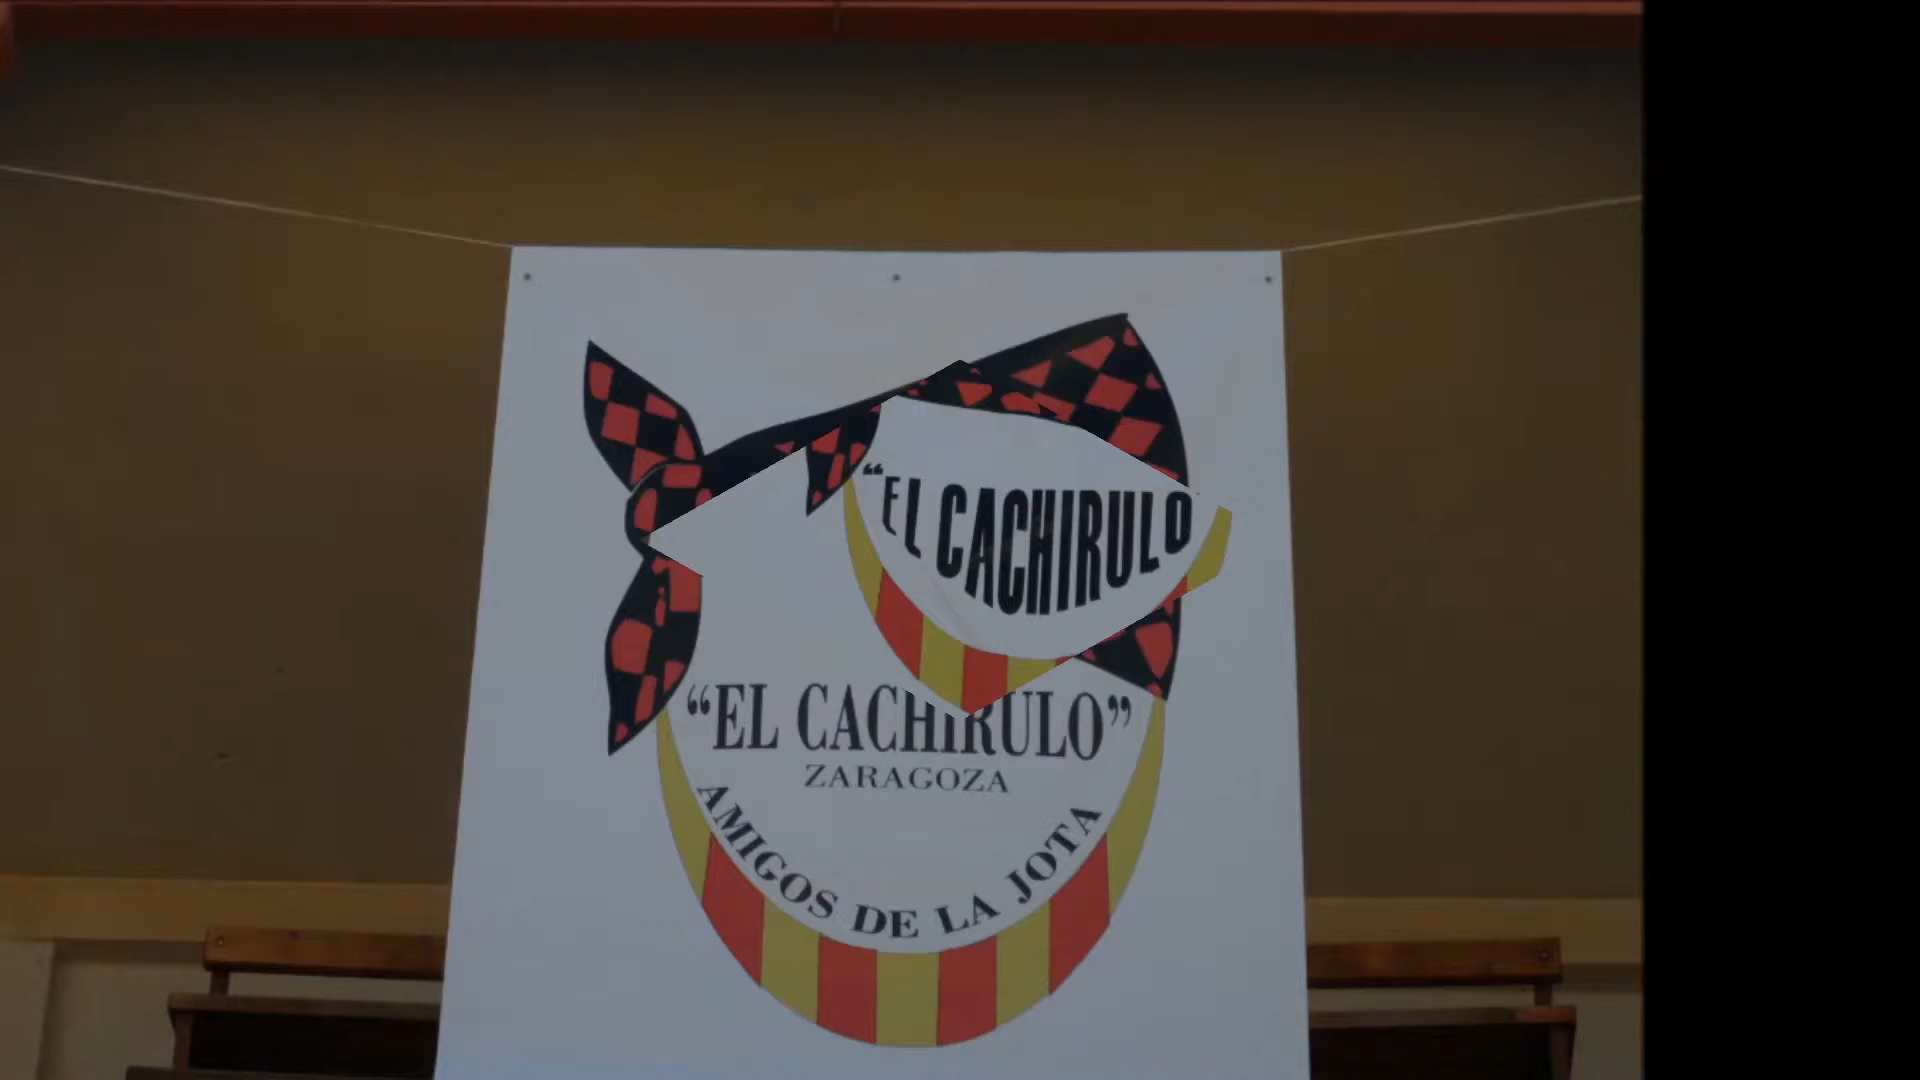 “EL CACHIRULO
“EL CACHIRULO”
ZARAGOZA
AMIGOS DE LA JOTA